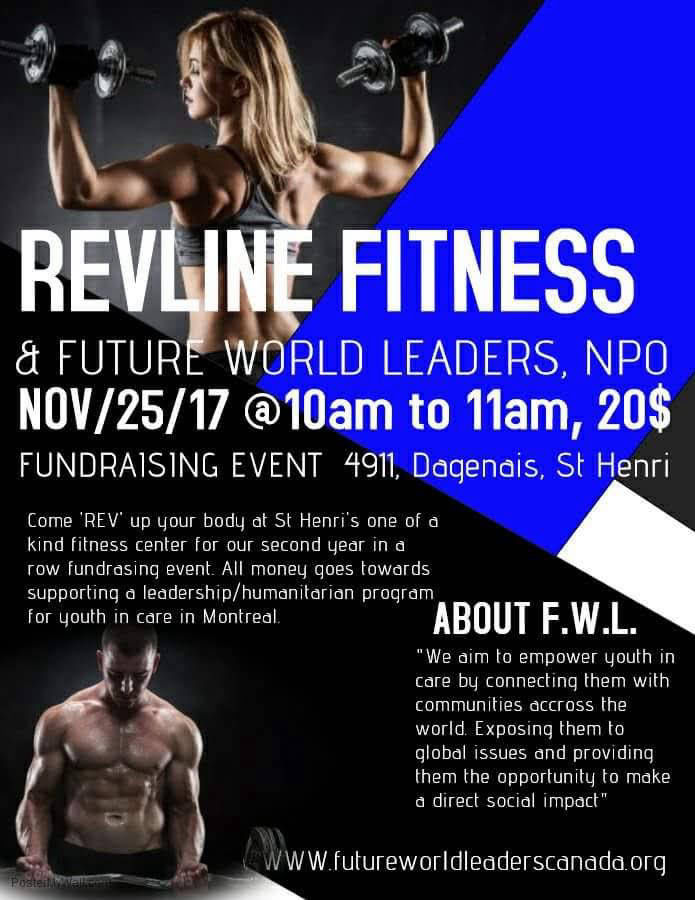 REVLINE FITNESS
& FUTURE WORLD LEADERS, NPO
NOV/25/17 @10am to 11am, 20$
FUNDRAISING EVENT 4911, Dagenais, St Henri
Come 'REV' up your body at St Henri's one of a
kind fitness center for our second year in a
row fundrasing event. All money goes towards
supporting a leadership/humanitarian program
for youth in care in Montreal.
ABOUT F.W.L.
"We aim to empower youth in
care by connecting them with
communities accross the
world. Exposing them to
global issues and providing
them the opportunity to make
a direct social impact"
WWW.futureworldleaderscanada.org
PosterMyWall.com